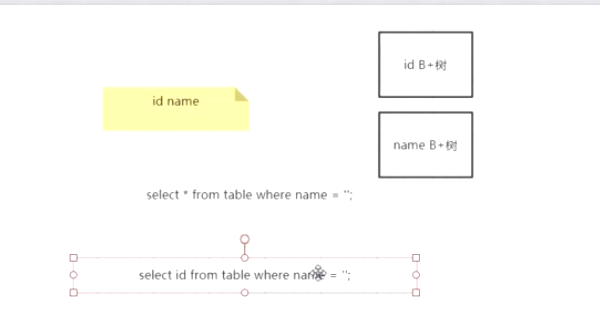 id B+树
id name
name B+树
select * from table where name = '';
select id from table where name = '';